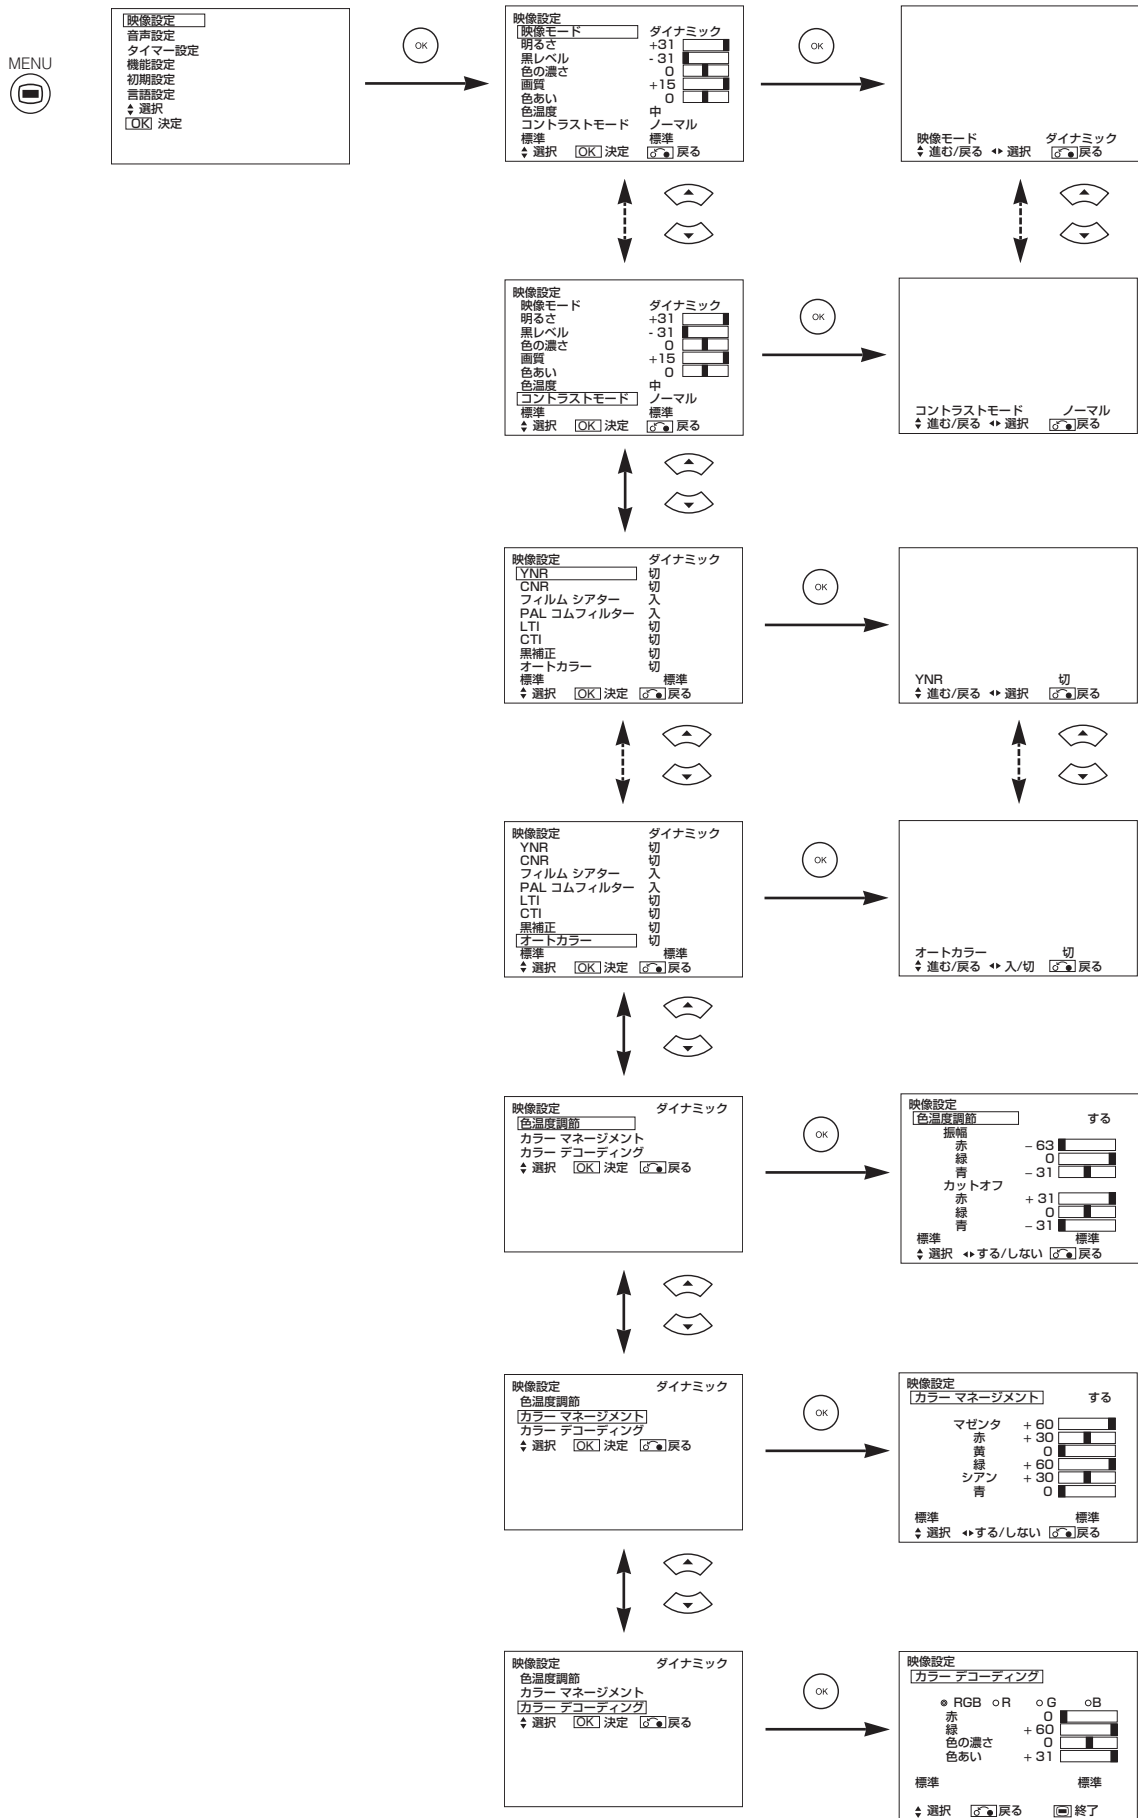 MENU
映像設定
音声設定
タイマー設定
機能設定
初期設定
言語設定
選択
OK 決定
OK
映像設定
映像モード ダイナミック
明るさ +31
黒レベル - 31
色の濃さ 0
画質 +15
色あい 0
色温度 中
コントラストモード ノーマル
標準 標準
選択 OK 決定 戻る
OK
映像モード ダイナミック
進む/戻る 選択 戻る
映像設定
映像モード ダイナミック
明るさ +31
黒レベル - 31
色の濃さ 0
画質 +15
色あい 0
色温度 中
コントラストモード ノーマル
標準 標準
選択 OK 決定 戻る
OK
コントラストモード ノーマル
進む/戻る 選択 戻る
映像設定 ダイナミック
YNR 切
CNR 切
フィルム シアター 入
PAL コムフィルター 入
LTI 切
CTI 切
黒補正 切
オートカラー 切
標準 標準
選択 OK 決定 戻る
OK
YNR 切
進む/戻る 選択 戻る
映像設定 ダイナミック
YNR 切
CNR 切
フィルム シアター 入
PAL コムフィルター 入
LTI 切
CTI 切
黒補正 切
オートカラー 切
標準 標準
選択 OK 決定 戻る
OK
オートカラー 切
進む/戻る 入/切 戻る
映像設定 ダイナミック
色温度調節
カラー マネージメント
カラー デコーディング
選択 OK 決定 戻る
OK
映像設定
色温度調節 する
振幅
赤 – 63
緑 0
青 – 31
カットオフ
赤 + 31
緑 0
青 – 31
標準 標準
選択 する/しない 戻る
映像設定 ダイナミック
色温度調節
カラー マネージメント
カラー デコーディング
選択 OK 決定 戻る
OK
映像設定
カラー マネージメント する
マゼンタ + 60
赤 + 30
黄 0
緑 + 60
シアン + 30
青 0
標準 標準
選択 する/しない 戻る
映像設定 ダイナミック
色温度調節
カラー マネージメント
カラー デコーディング
選択 OK 決定 戻る
OK
映像設定
カラー デコーディング
RGB R G B
赤 0
緑 + 60
色の濃さ 0
色あい + 31
標準 標準
選択 戻る 終了